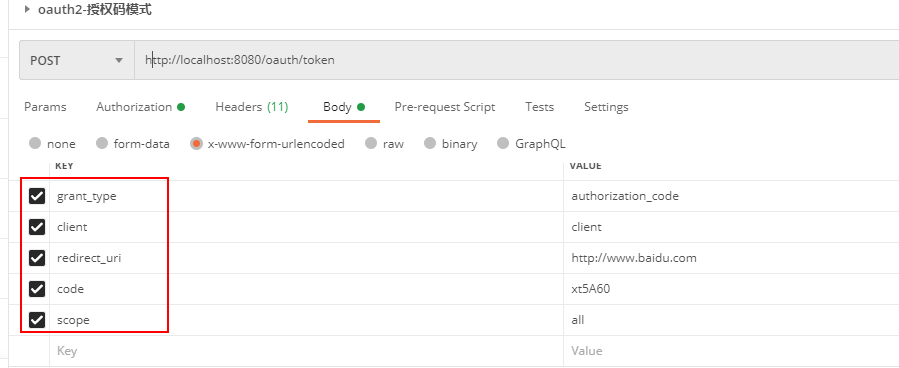 oauth2-授权码模式
POST http://localhost:8080/oauth/token
Params Authorization Headers (11) Body Pre-request Script Tests Settings
none form-data x-www-form-urlencoded raw binary GraphQL
KEY VALUE
grant_type authorization_code
client client
redirect_uri http://www.baidu.com
code xt5A60
scope all
Key Value